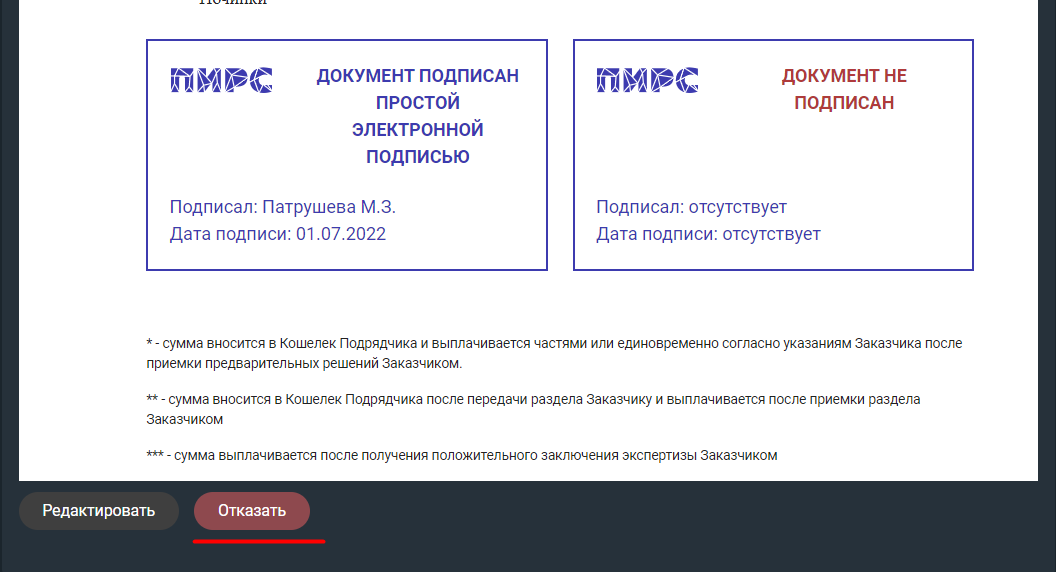 Починки
ПИРС
ДОКУМЕНТ ПОДПИСАН
ПРОСТОЙ
ЭЛЕКТРОННОЙ
ПОДПИСЬЮ
Подписал: Патрушева М.З.
Дата подписи: 01.07.2022
ПИРС
ДОКУМЕНТ НЕ
ПОДПИСАН
Подписал: отсутствует
Дата подписи: отсутствует
* - сумма вносится в Кошелек Подрядчика и выплачивается частями или единовременно согласно указаниям Заказчика после
приемки предварительных решений Заказчиком.
** - сумма вносится в Кошелек Подрядчика после передачи раздела Заказчику и выплачивается после приемки раздела
Заказчиком
*** - сумма выплачивается после получения положительного заключения экспертизы Заказчиком
Редактировать
Отказать